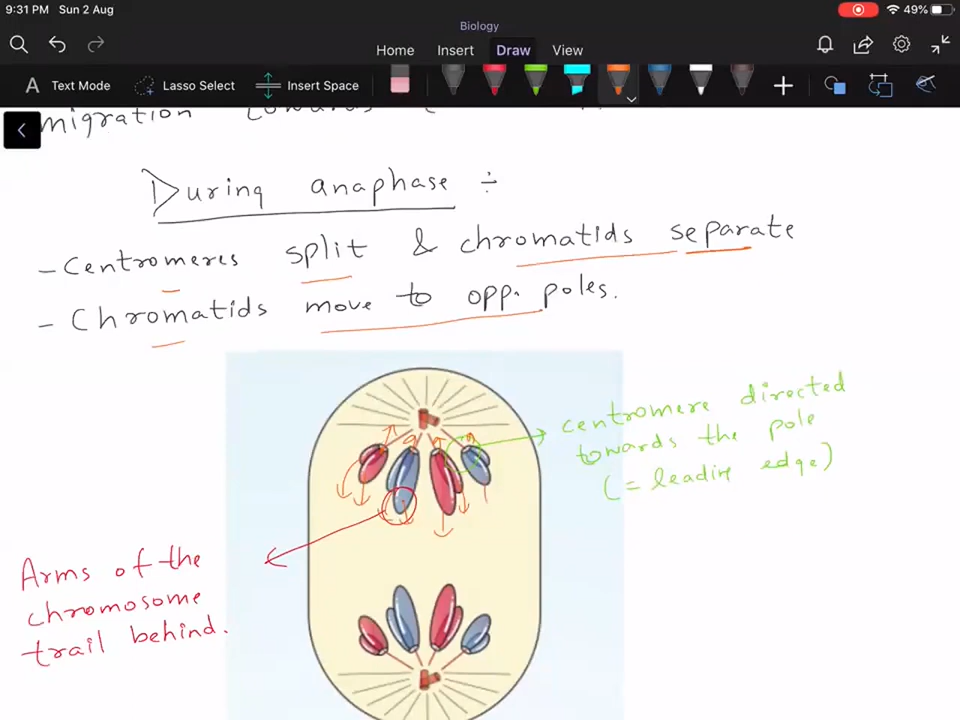 9:31 PM Sun 2 Aug
49%
Biology
Home Insert Draw View
Text Mode Lasso Select Insert Space
migration towards
During anaphase ÷
- Centromeres split & chromatids separate
- Chromatids move to opp. poles.
centromere directed
towards the pole
(= leading edge)
Arms of the
chromosome
trail behind.